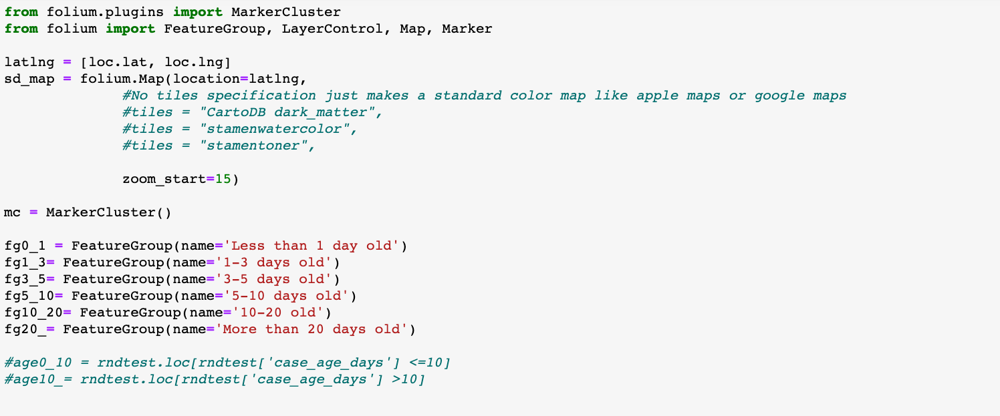 from folium.plugins import MarkerCluster
from folium import FeatureGroup, LayerControl, Map, Marker
latlng = [loc.lat, loc.lng]
sd_map = folium.Map(location=latlng,
#No tiles specification just makes a standard color map like apple maps or google maps
#tiles = "CartoDB dark_matter",
#tiles = "stamenwatercolor",
#tiles = "stamentoner",
zoom_start=15)
mc = MarkerCluster()
fg0_1 = FeatureGroup(name='Less than 1 day old')
fg1_3= FeatureGroup(name='1-3 days old')
fg3_5= FeatureGroup(name='3-5 days old')
fg5_10= FeatureGroup(name='5-10 days old')
fg10_20= FeatureGroup(name='10-20 old')
fg20_= FeatureGroup(name='More than 20 days old')
#age0_10 = rndtest.loc[rndtest['case_age_days'] <=10]
#age10_= rndtest.loc[rndtest['case_age_days'] >10]